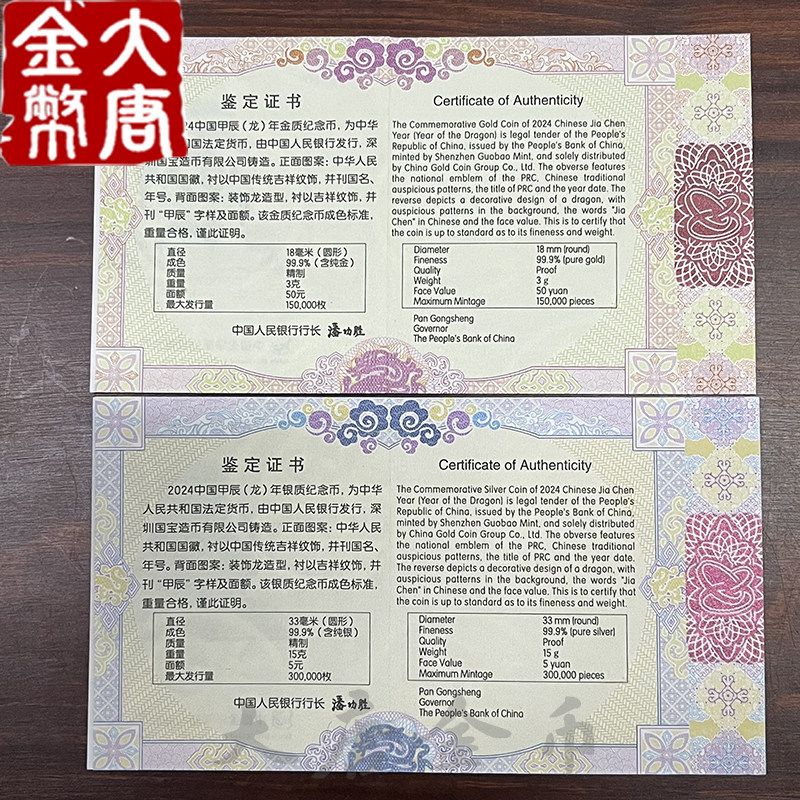 大唐
金幣
鉴定证书
24中国甲辰(龙)年金质纪念币,为中华
国法定货币,由中国人民银行发行,深
圳国宝造币有限公司铸造。正面图案:中华人民
共和国国徽,衬以中国传统吉祥纹饰,并刊国名、
年号。背面图案:装饰龙造型,衬以吉祥纹饰,并
刊“甲辰”字样及面额。该金质纪念币成色标准,
重量合格,谨此证明。
直径 18毫米(圆形)
成色 99.9%(含纯金)
质量 精制
重量 3克
面额 50元
最大发行量 150,000枚
中国人民银行行长 潘功胜
Certificate of Authenticity
The Commemorative Gold Coin of 2024 Chinese Jia Chen
Year (Year of the Dragon) is legal tender of the People's
Republic of China, issued by the People's Bank of China,
minted by Shenzhen Guobao Mint, and solely distributed
by China Gold Coin Group Co., Ltd. The obverse features
the national emblem of the PRC, Chinese traditional
auspicious patterns, the title of PRC and the year date. The
reverse depicts a decorative design of a dragon, with
auspicious patterns in the background, the words "Jia
Chen" in Chinese and the face value. This is to certify that
the coin is up to standard as to its fineness and weight.
Diameter 18 mm (round)
Fineness 99.9% (pure gold)
Quality Proof
Weight 3 g
Face Value 50 yuan
Maximum Mintage 150,000 pieces
Pan Gongsheng
Governor
The People's Bank of China
鉴定证书
2024中国甲辰(龙)年银质纪念币,为中华
人民共和国法定货币,由中国人民银行发行,深
圳国宝造币有限公司铸造。正面图案:中华人民
共和国国徽,衬以中国传统吉祥纹饰,并刊国名、
年号。背面图案:装饰龙造型,衬以吉祥纹饰,并
刊“甲辰”字样及面额。该银质纪念币成色标准,
重量合格,谨此证明。
直径 33毫米(圆形)
成色 99.9%(含纯银)
质量 精制
重量 15克
面额 5元
最大发行量 300,000枚
中国人民银行行长 潘功胜
Certificate of Authenticity
The Commemorative Silver Coin of 2024 Chinese Jia Chen
Year (Year of the Dragon) is legal tender of the People's
Republic of China, issued by the People's Bank of China,
minted by Shenzhen Guobao Mint, and solely distributed
by China Gold Coin Group Co., Ltd. The obverse features
the national emblem of the PRC, Chinese traditional
auspicious patterns, the title of PRC and the year date.
The reverse depicts a decorative design of a dragon, with
auspicious patterns in the background, the words "Jia
Chen" in Chinese and the face value. This is to certify that
the coin is up to standard as to its fineness and weight.
Diameter 33 mm (round)
Fineness 99.9% (pure silver)
Quality Proof
Weight 15 g
Face Value 5 yuan
Maximum Mintage 300,000 pieces
Pan Gongsheng
Governor
The People's Bank of China
大唐金币